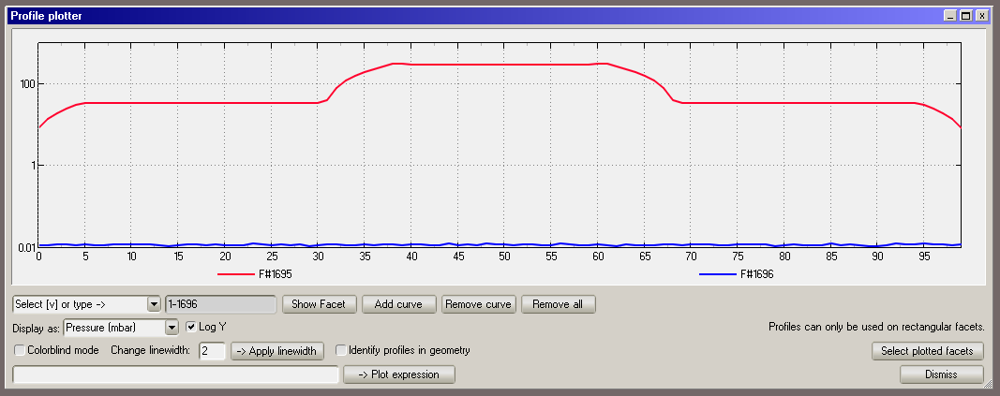 Profile plotter
100
1
0.01
0 5 10 15 20 25 30 35 40 45 50 55 60 65 70 75 80 85 90 95
F#1695 F#1696
Select [v] or type -> 1-1696 Show Facet Add curve Remove curve Remove all
Display as: Pressure (mbar) Log Y Profiles can only be used on rectangular facets.
Colorblind mode Change linewidth: 2 -> Apply linewidth Identify profiles in geometry Select plotted facets
-> Plot expression Dismiss